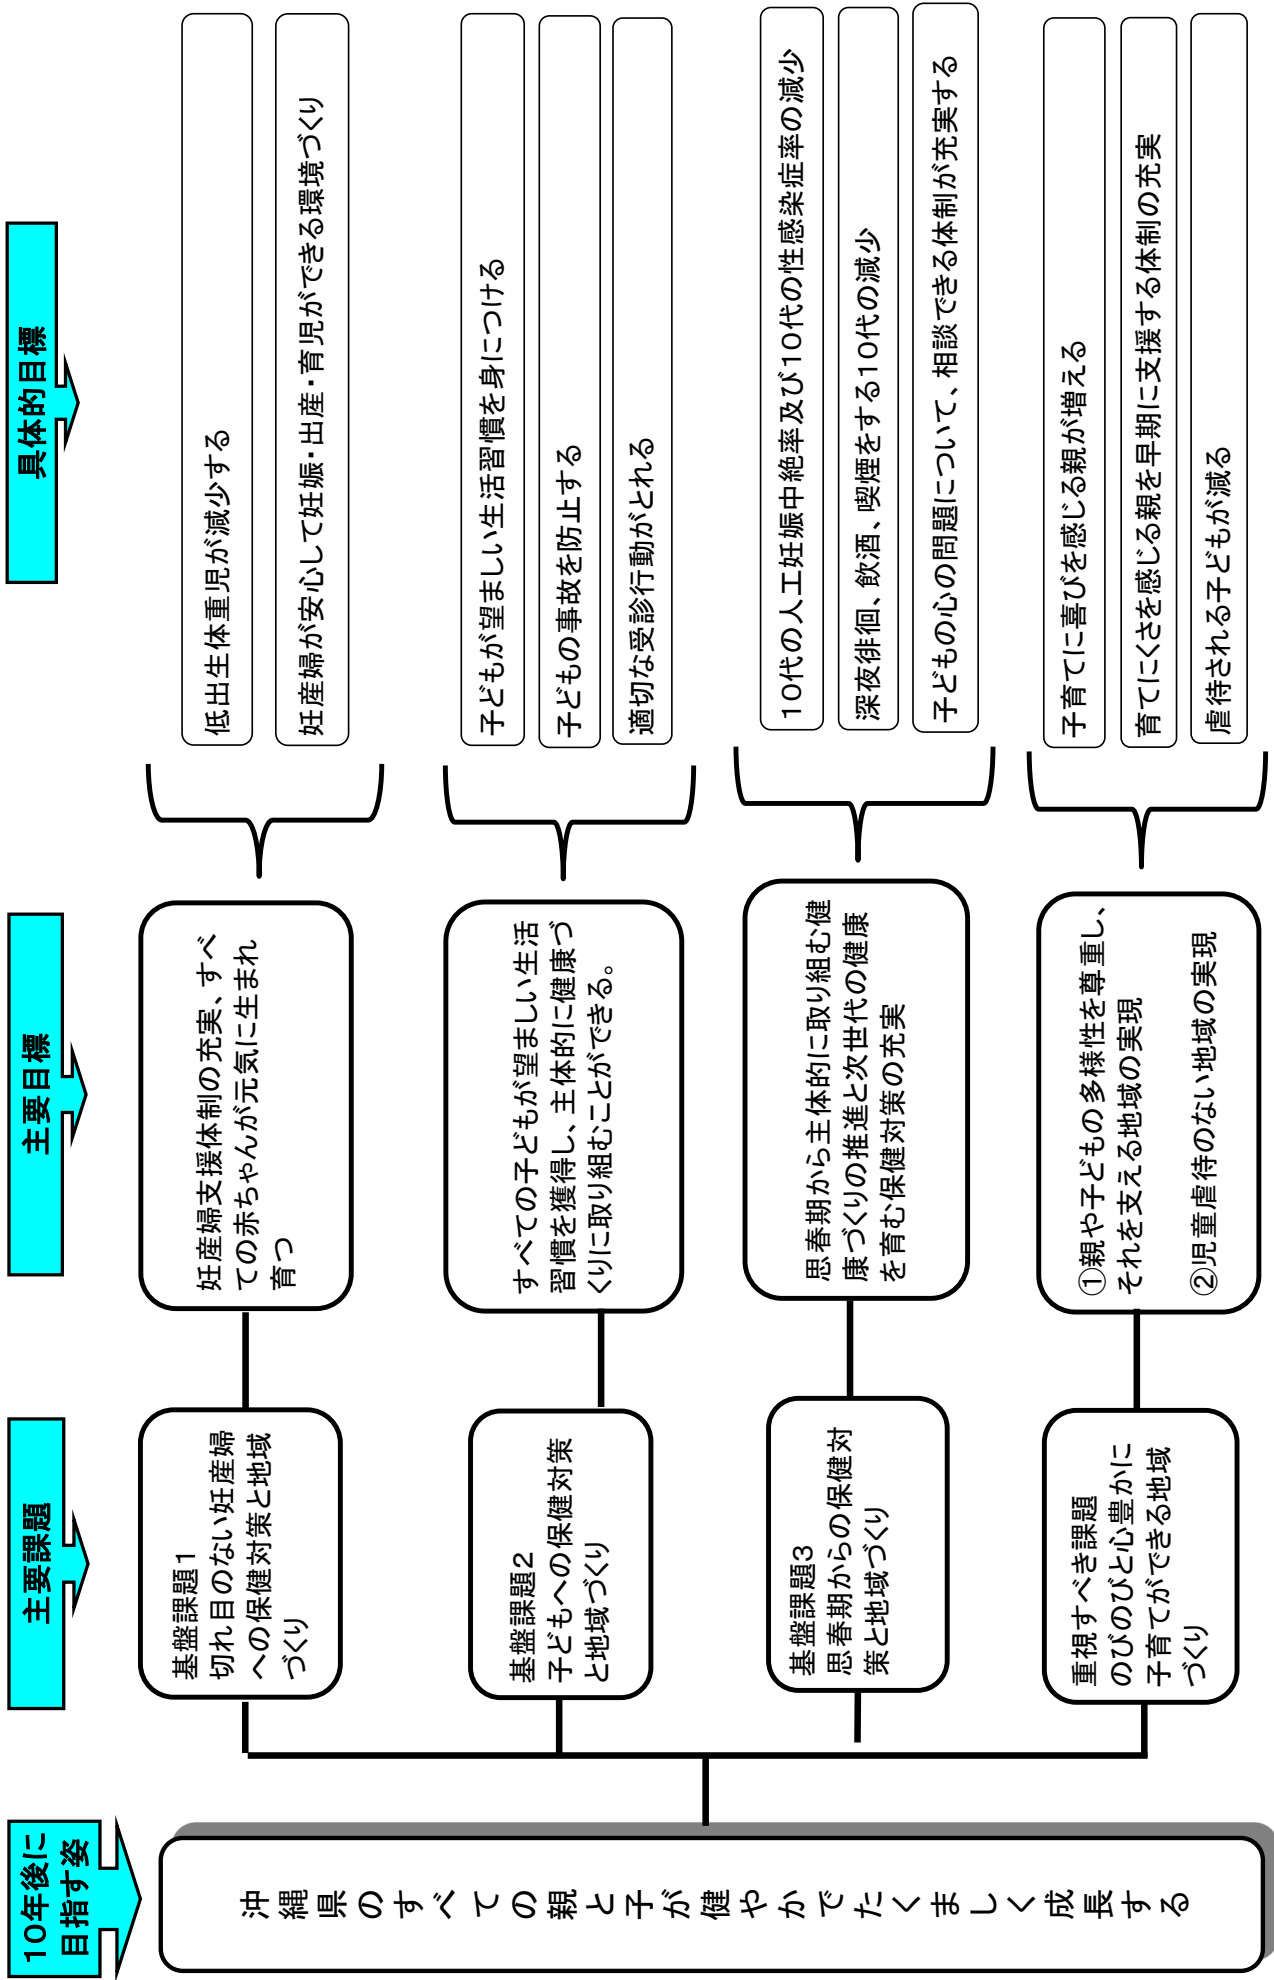 10年後に
目指す姿
主要課題
主要目標
具体的目標
沖縄県のすべての親と子が健やかでたくましく成長する
基盤課題1
切れ目のない妊産婦
への保健対策と地域
づくり
妊産婦支援体制の充実、すべ
ての赤ちゃんが元気に生まれ
育つ
低出生体重児が減少する
妊産婦が安心して妊娠・出産・育児ができる環境づくり
基盤課題2
子どもへの保健対策
と地域づくり
すべての子どもが望ましい生活
習慣を獲得し、主体的に健康づ
くりに取り組むことができる。
子どもが望ましい生活習慣を身につける
子どもの事故を防止する
適切な受診行動がとれる
基盤課題3
思春期からの保健対
策と地域づくり
思春期から主体的に取り組む健
康づくりの推進と次世代の健康
を育む保健対策の充実
10代の人工妊娠中絶率及び10代の性感染症率の減少
深夜徘徊、飲酒、喫煙をする10代の減少
子どもの心の問題について、相談できる体制が充実する
重視すべき課題
のびのびと心豊かに
子育てができる地域
づくり
①親や子どもの多様性を尊重し、
それを支える地域の実現
②児童虐待のない地域の実現
子育てに喜びを感じる親が増える
育てにくさを感じる親を早期に支援する体制の充実
虐待される子どもが減る